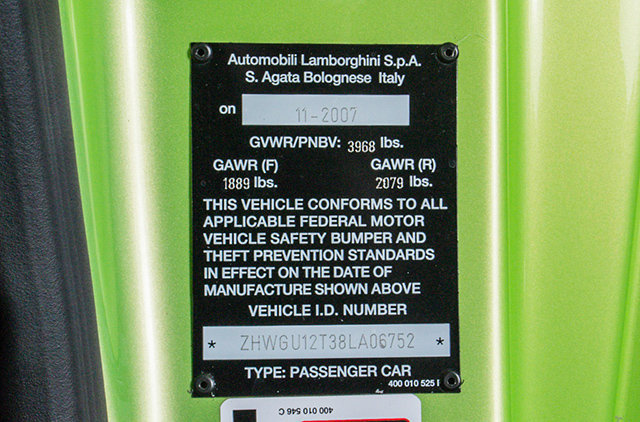 Automobili Lamborghini S.p.A.
S. Agata Bolognese Italy
on 11-2007
GVWR/PNBV: 3968 lbs.
GAWR (F) GAWR (R)
1889 lbs. 2079 lbs.
THIS VEHICLE CONFORMS TO ALL
APPLICABLE FEDERAL MOTOR
VEHICLE SAFETY BUMPER AND
THEFT PREVENTION STANDARDS
IN EFFECT ON THE DATE OF
MANUFACTURE SHOWN ABOVE
VEHICLE I.D. NUMBER
* ZHWGU12T38LA06752 *
TYPE: PASSENGER CAR
400 010 525
400 010 546 C